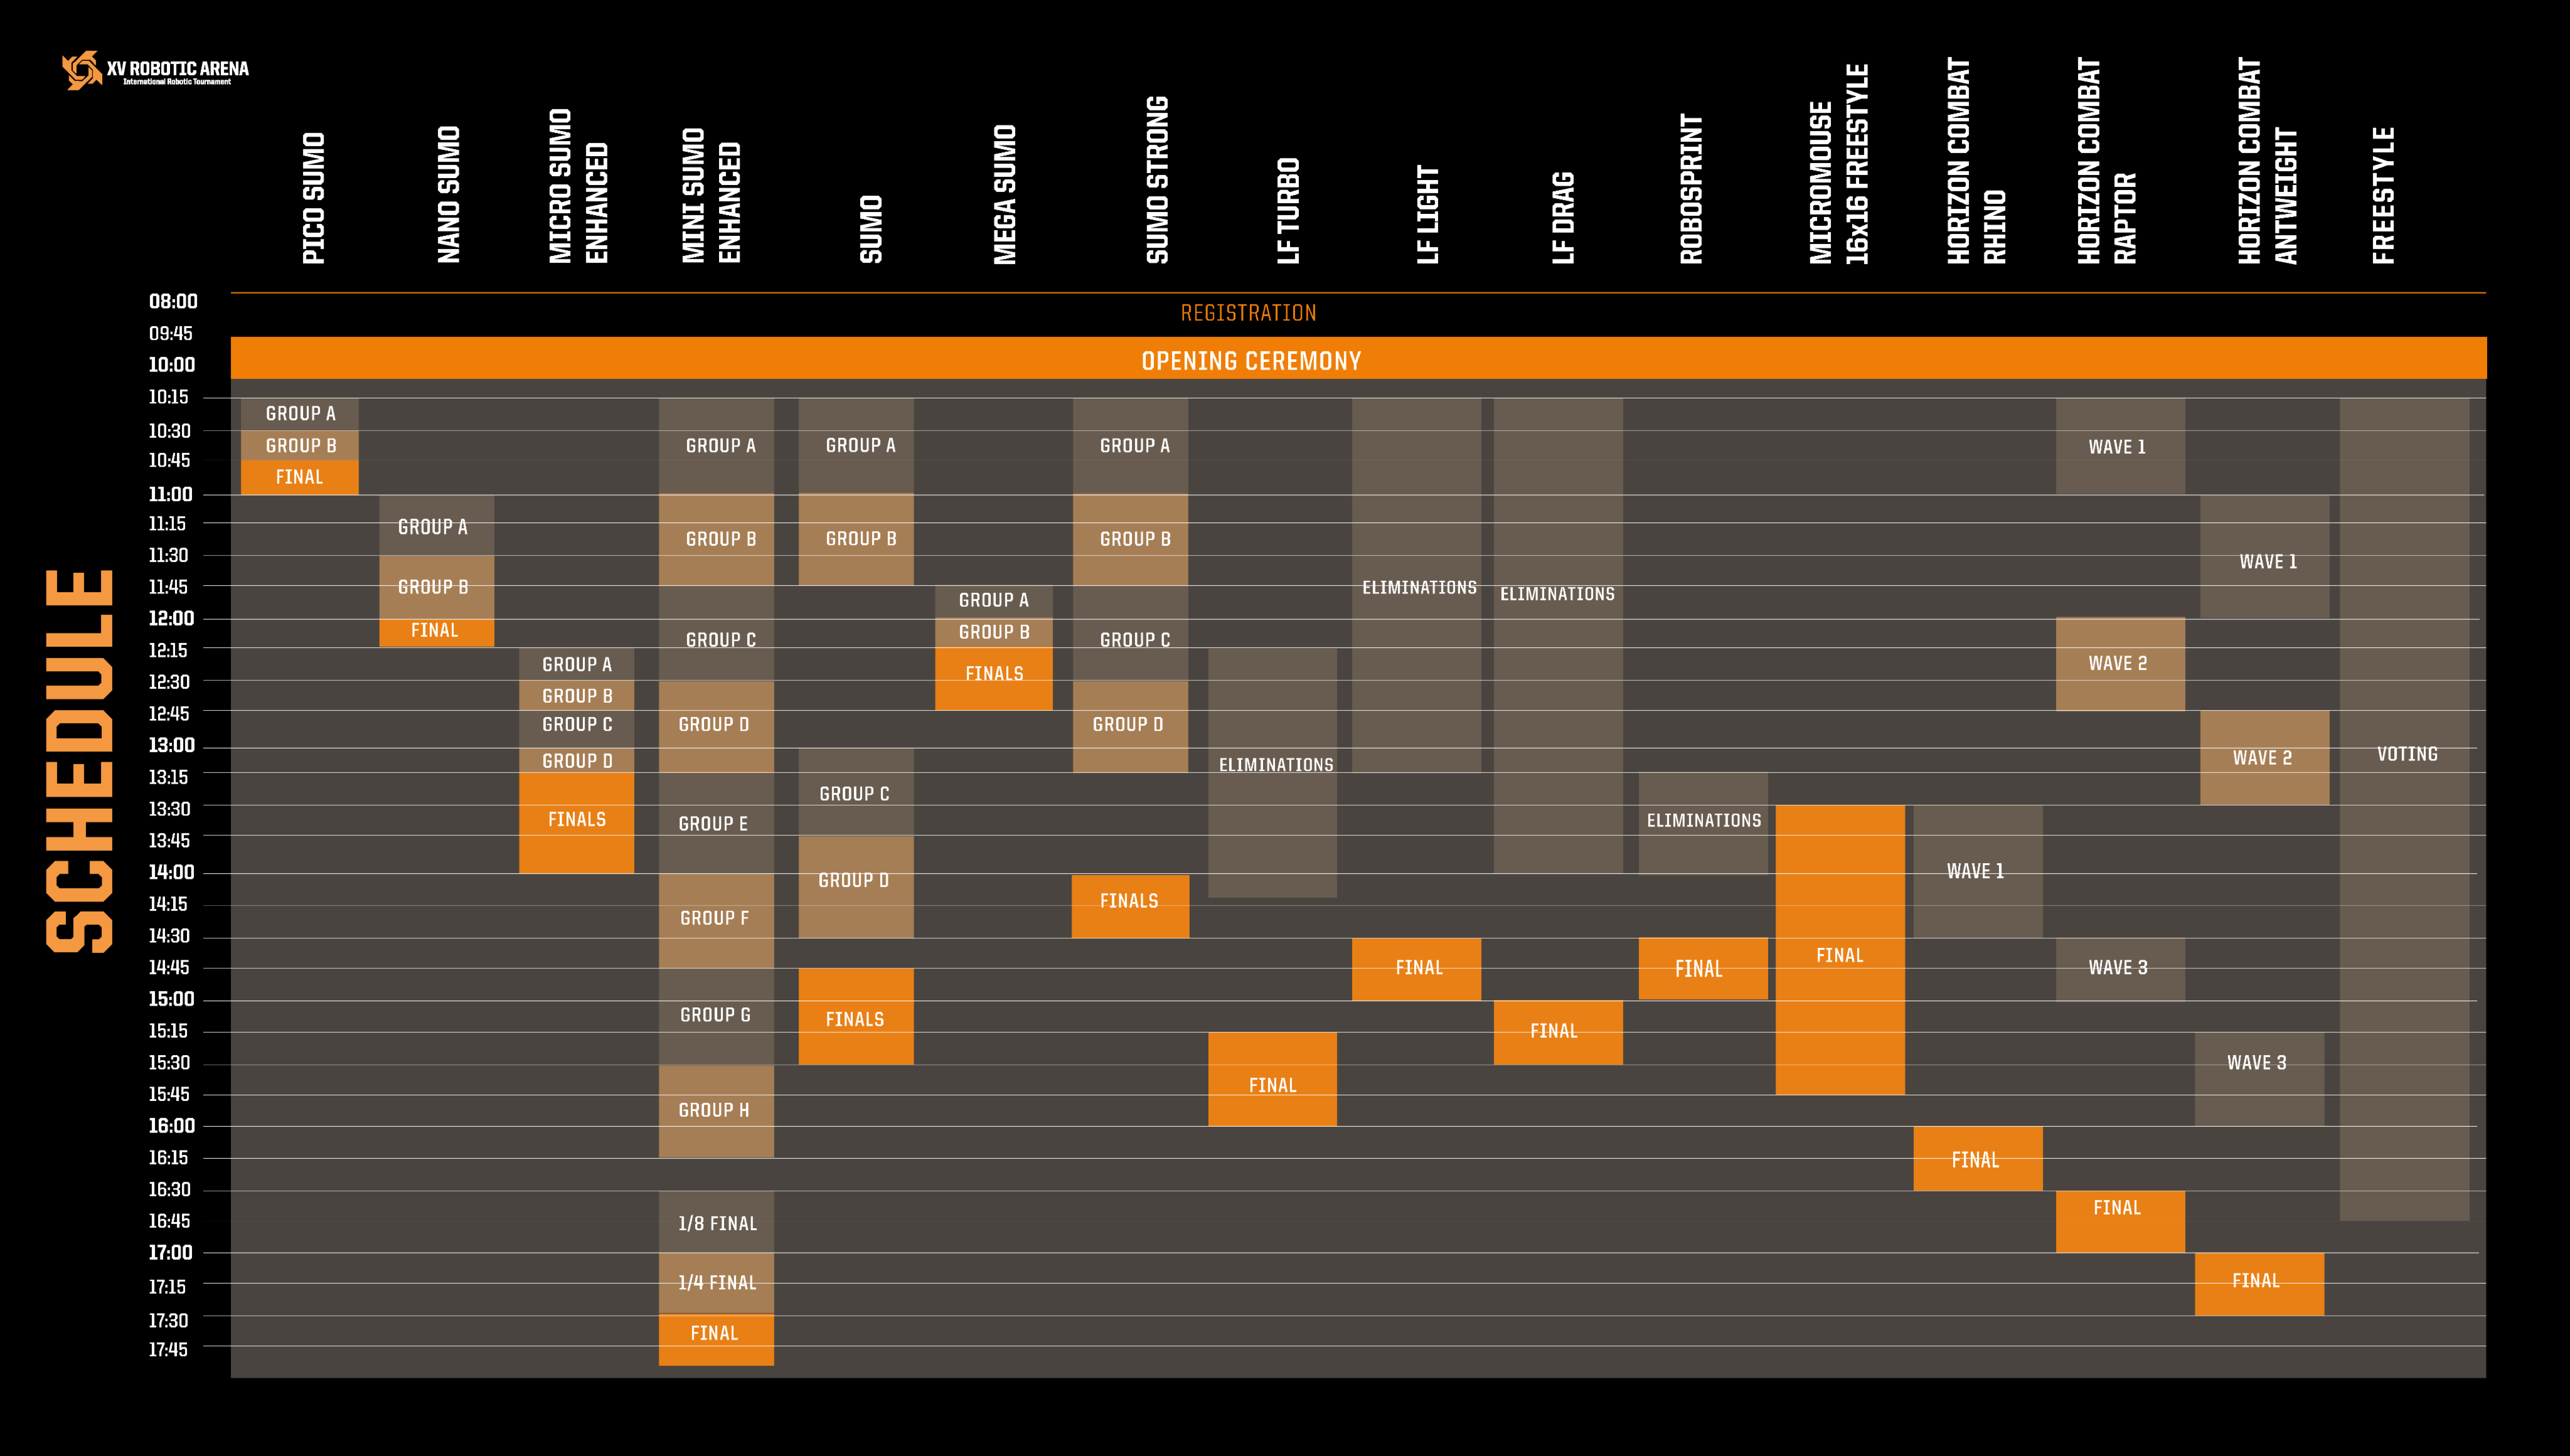 XV ROBOTIC ARENA
International Robotic Tournament
PICO SUMO
NANO SUMO
MICRO SUMO
ENHANCED
MINI SUMO
ENHANCED
SUMO
MEGA SUMO
SUMO STRONG
LF TURBO
LF LIGHT
LF DRAG
ROBOSPRINT
MICROMOUSE
16x16 FREESTYLE
HORIZON COMBAT
RHINO
HORIZON COMBAT
RAPTOR
HORIZON COMBAT
ANTWEIGHT
FREESTYLE
SCHEDULE
08:00
REGISTRATION
09:45
OPENING CEREMONY
10:00
10:15
GROUP A
10:30
GROUP B
GROUP A
GROUP A
GROUP A
WAVE 1
10:45
FINAL
11:00
11:15
GROUP A
GROUP B
GROUP B
GROUP B
11:30
WAVE 1
11:45
GROUP B
ELIMINATIONS
ELIMINATIONS
GROUP A
12:00
FINAL
GROUP B
GROUP C
GROUP C
12:15
GROUP A
WAVE 2
FINALS
12:30
GROUP B
12:45
GROUP C
GROUP D
GROUP D
13:00
GROUP D
ELIMINATIONS
WAVE 2
VOTING
13:15
GROUP C
13:30
FINALS
GROUP E
ELIMINATIONS
13:45
14:00
GROUP D
WAVE 1
14:15
GROUP F
FINALS
14:30
FINAL
14:45
FINAL
FINAL
WAVE 3
15:00
GROUP G
FINALS
15:15
FINAL
15:30
WAVE 3
15:45
FINAL
GROUP H
16:00
16:15
FINAL
16:30
FINAL
16:45
1/8 FINAL
17:00
17:15
1/4 FINAL
FINAL
17:30
FINAL
17:45